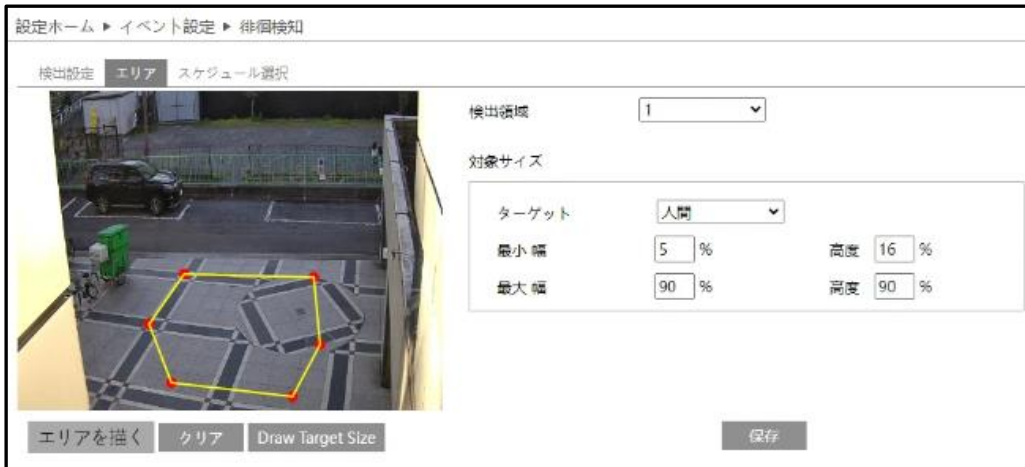 設定ホーム ▶ イベント設定 ▶ 徘徊検知
検出設定 エリア スケジュール選択
検出領域 1
対象サイズ
ターゲット 人間
最小 幅 5 % 高度 16 %
最大 幅 90 % 高度 90 %
エリアを描く クリア Draw Target Size 保存